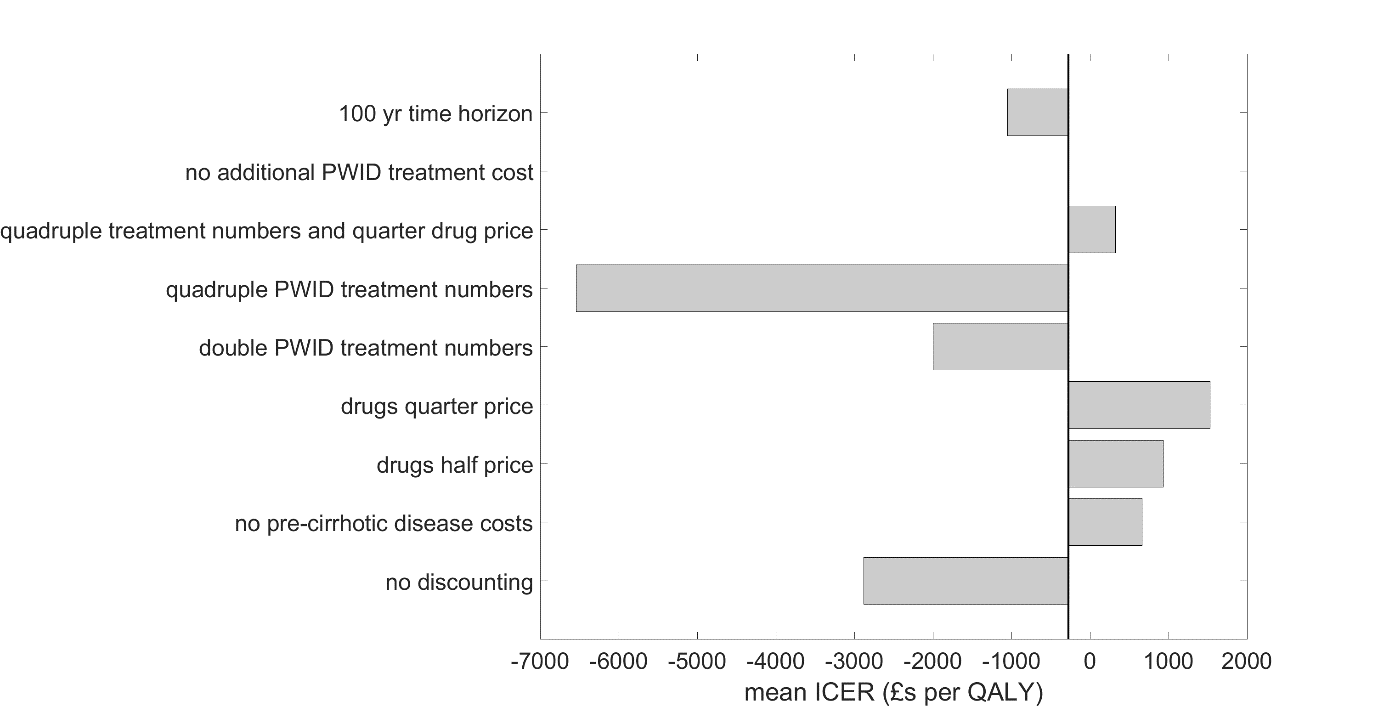 100 yr time horizon
no additional PWID treatment cost
quadruple treatment numbers and quarter drug price
quadruple PWID treatment numbers
double PWID treatment numbers
drugs quarter price
drugs half price
no pre-cirrhotic disease costs
no discounting
-7000 -6000 -5000 -4000 -3000 -2000 -1000 0 1000 2000
mean ICER (£s per QALY)